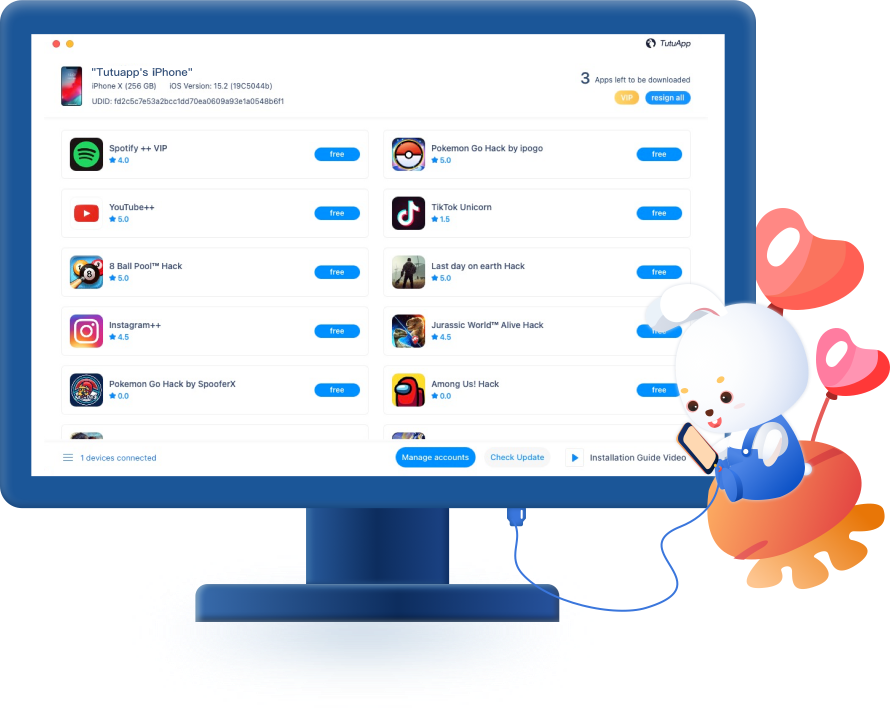 TutuApp
"Tutuapp's iPhone"
iPhone X (256 GB) iOS Version: 15.2 (19C5044b)
UDID: fd2c5c7e53a2bcc1dd70ea0609a93e1a0548b6f1
3 Apps left to be downloaded
VIP resign all
Spotify ++ VIP
4.0
free
Pokemon Go Hack by ipogo
5.0
free
YouTube++
5.0
free
TikTok Unicorn
1.5
free
8 Ball Pool™ Hack
5.0
free
Last day on earth Hack
5.0
free
Instagram++
4.5
free
Jurassic World™ Alive Hack
4.5
free
Pokemon Go Hack by SpooferX
0.0
free
Among Us! Hack
0.0
free
1 devices connected
Manage accounts
Check Update
Installation Guide Video